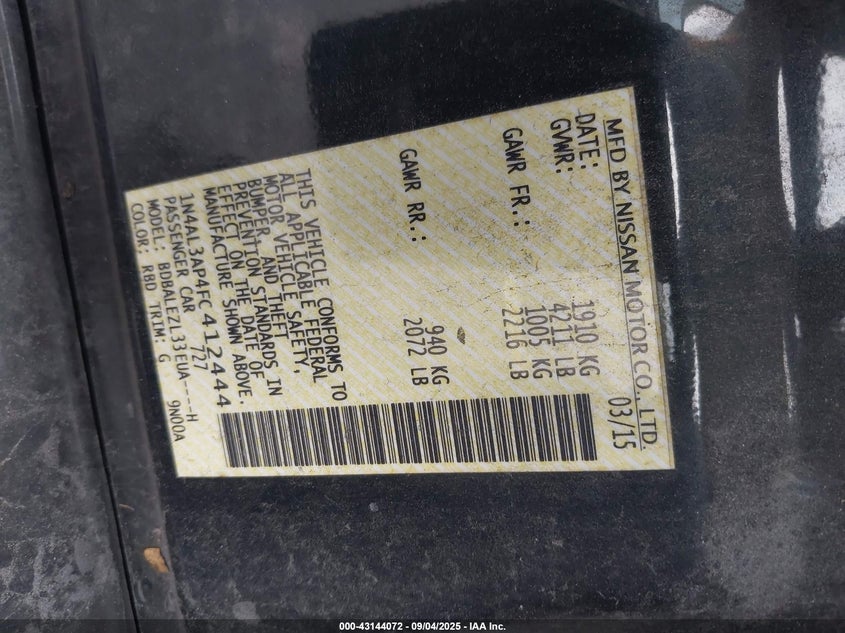 MFD BY NISSAN MOTOR CO., LTD.
DATE: 03/15
GVWR: 1910 KG
4211 LB
GAWR FR.: 1005 KG
2216 LB
GAWR RR.: 940 KG
2072 LB
THIS VEHICLE CONFORMS TO
ALL APPLICABLE FEDERAL
MOTOR VEHICLE SAFETY,
BUMPER, AND THEFT
PREVENTION STANDARDS IN
EFFECT ON THE DATE OF
MANUFACTURE SHOWN ABOVE.
1N4AL3AP4FC412444
PASSENGER CAR 727
MODEL: BDBALEZL33EUA----H
COLOR: RBD TRIM: G 9N00A
000-43144072 - 09/04/2025 - IAA Inc.